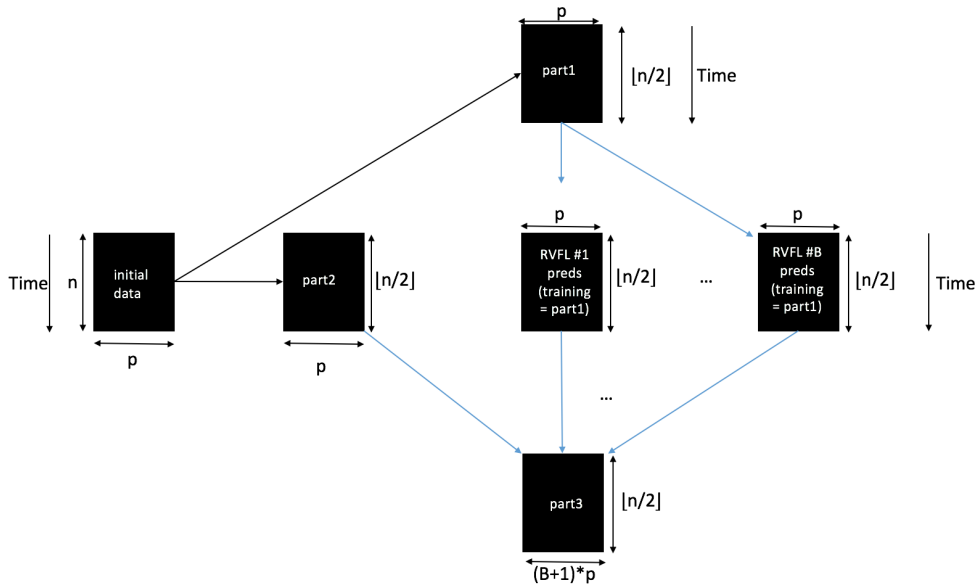 p
part1
⌊n/2⌋
Time
Time
n
initial
data
p
part2
⌊n/2⌋
p
p
RVFL #1
preds
(training
= part1)
⌊n/2⌋
...
p
RVFL #B
preds
(training
= part1)
⌊n/2⌋
Time
...
part3
⌊n/2⌋
(B+1)*p